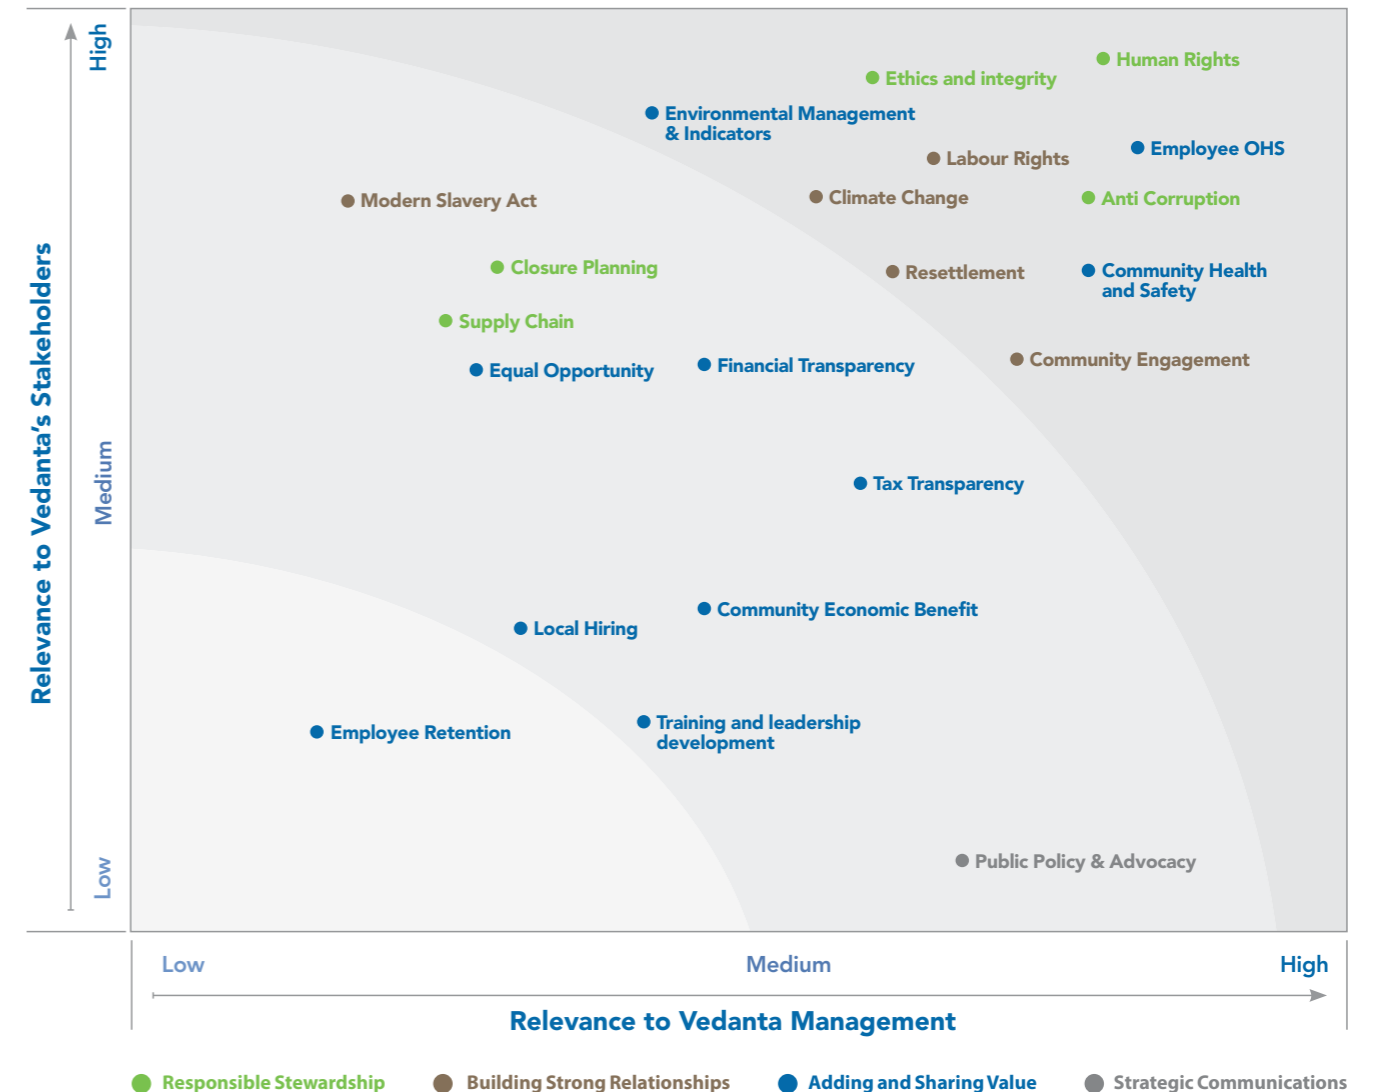 High
Human Rights
Ethics and integrity
Environmental Management
& Indicators
Employee OHS
Labour Rights
Modern Slavery Act
Climate Change
Anti Corruption
Closure Planning
Resettlement
Community Health
and Safety
Supply Chain
Equal Opportunity
Financial Transparency
Community Engagement
Relevance to Vedanta's Stakeholders
Medium
Tax Transparency
Community Economic Benefit
Local Hiring
Employee Retention
Training and leadership
development
Low
Public Policy & Advocacy
Low
Medium
High
Relevance to Vedanta Management
Responsible Stewardship
Building Strong Relationships
Adding and Sharing Value
Strategic Communications